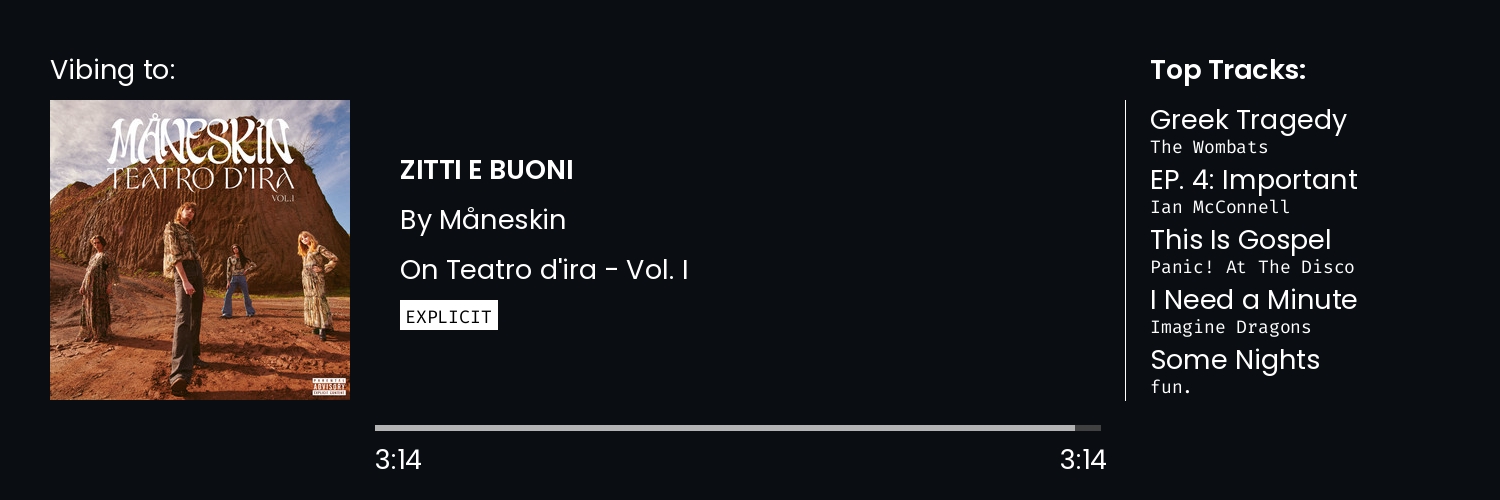 Vibing to:
MÅNESKIN
TEATRO D'IRA
VOL.I
PARENTAL
ADVISORY
EXPLICIT CONTENT
ZITTI E BUONI
By Måneskin
On Teatro d'ira - Vol. I
EXPLICIT
3:14
3:14
Top Tracks:
Greek Tragedy
The Wombats
EP. 4: Important
Ian McConnell
This Is Gospel
Panic! At The Disco
I Need a Minute
Imagine Dragons
Some Nights
fun.